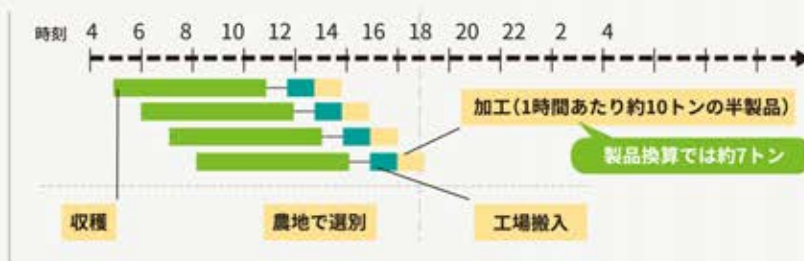 時刻 4 6 8 10 12 14 16 18 20 22 2 4
加工(1時間あたり約10トンの半製品)
製品換算では約7トン
収穫
農地で選別
工場搬入